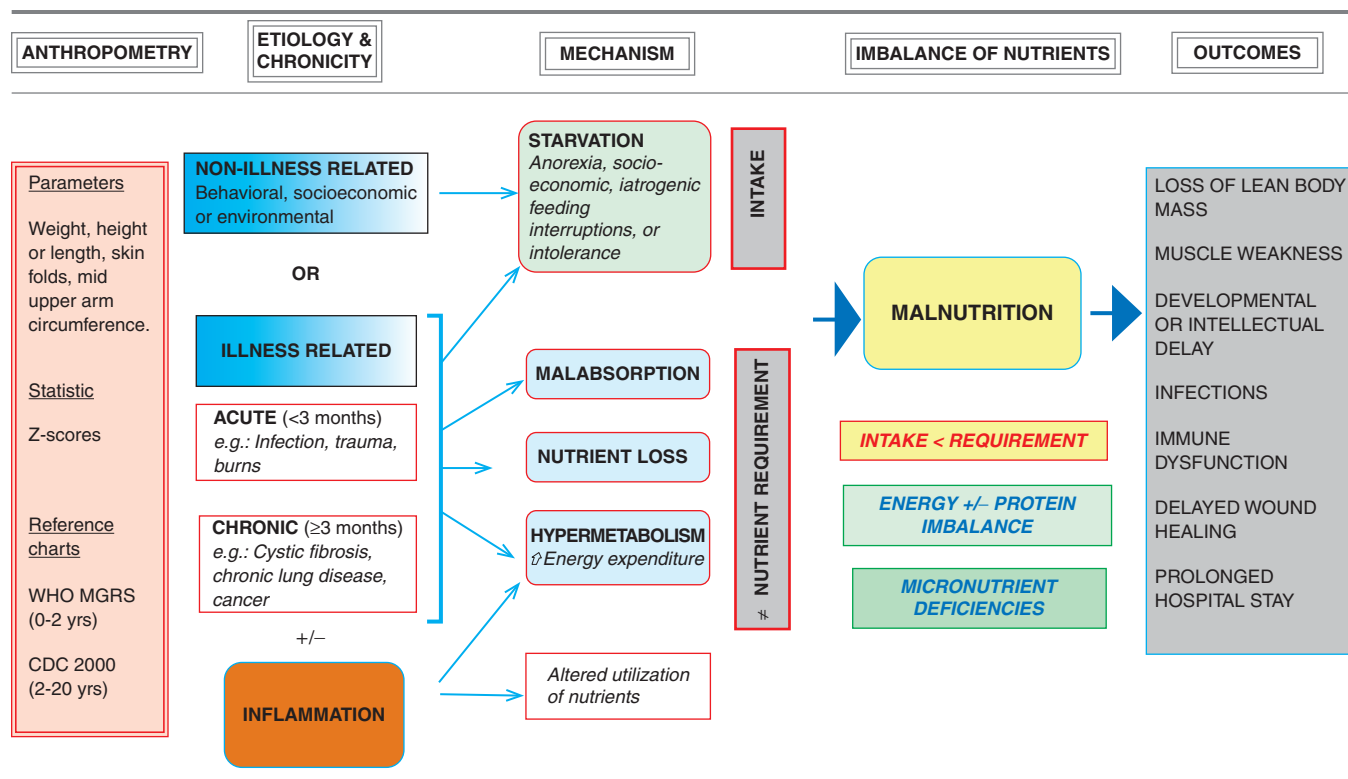 ANTHROPOMETRY
ETIOLOGY &
CHRONICITY
MECHANISM
IMBALANCE OF NUTRIENTS
OUTCOMES
Parameters
Weight, height
or length, skin
folds, mid
upper arm
circumference.
Statistic
Z-scores
Reference
charts
WHO MGRS
(0-2 yrs)
CDC 2000
(2-20 yrs)
NON-ILLNESS RELATED
Behavioral, socioeconomic
or environmental
OR
ILLNESS RELATED
ACUTE (<3 months)
e.g.: Infection, trauma,
burns
CHRONIC (≥3 months)
e.g.: Cystic fibrosis,
chronic lung disease,
cancer
+/–
INFLAMMATION
STARVATION
Anorexia, socio-
economic, iatrogenic
feeding
interruptions, or
intolerance
MALABSORPTION
NUTRIENT LOSS
HYPERMETABOLISM
⇧Energy expenditure
Altered utilization
of nutrients
INTAKE
≠ NUTRIENT REQUIREMENT
MALNUTRITION
INTAKE < REQUIREMENT
ENERGY +/– PROTEIN
IMBALANCE
MICRONUTRIENT
DEFICIENCIES
LOSS OF LEAN BODY
MASS
MUSCLE WEAKNESS
DEVELOPMENTAL
OR INTELLECTUAL
DELAY
INFECTIONS
IMMUNE
DYSFUNCTION
DELAYED WOUND
HEALING
PROLONGED
HOSPITAL STAY